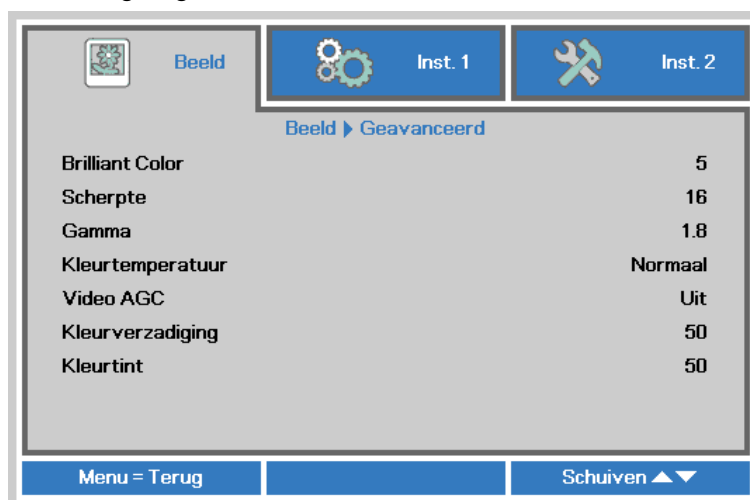 Beeld Inst. 1 Inst. 2
Beeld Geavanceerd
Brilliant Color 5
Scherpte 16
Gamma 1.8
Kleurtemperatuur Normaal
Video AGC Uit
Kleurverzadiging 50
Kleurtint 50
Menu = Terug Schuiven